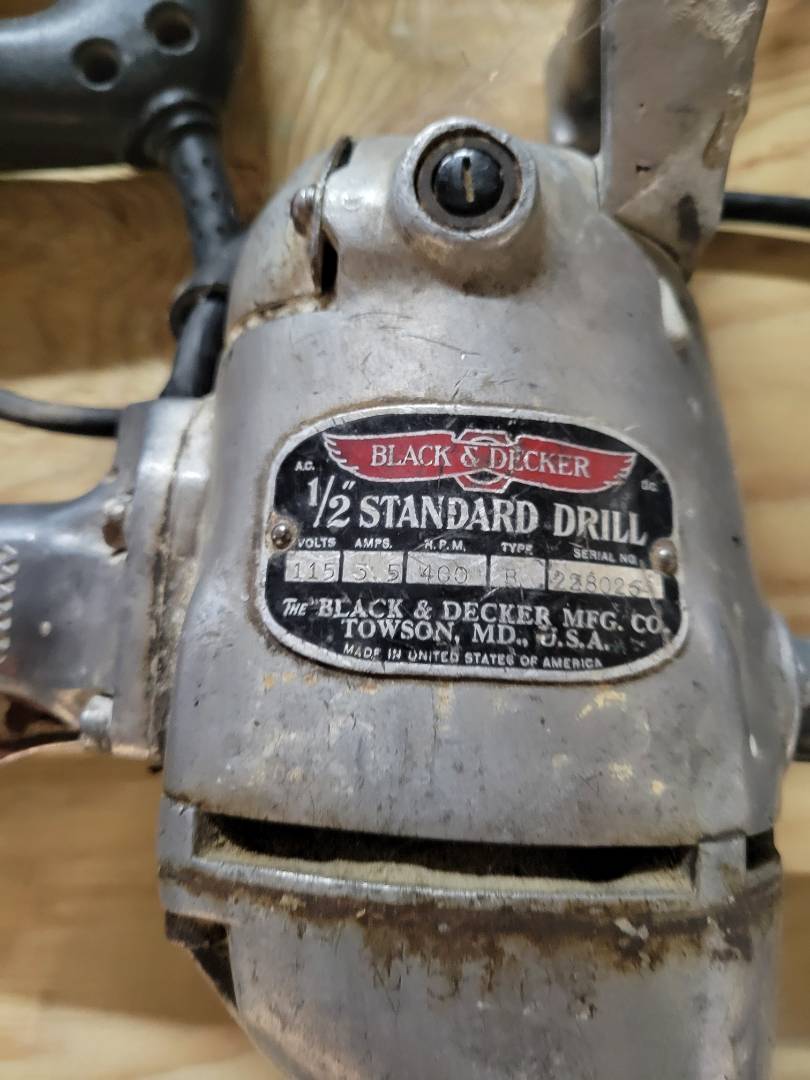 BLACK & DECKER
A.C. D.C.
1/2" STANDARD DRILL
VOLTS AMPS. R.P.M. TYPE SERIAL NO.
115 5.5 400 B
THE BLACK & DECKER MFG. CO.
TOWSON, MD., U.S.A.
MADE IN UNITED STATES OF AMERICA